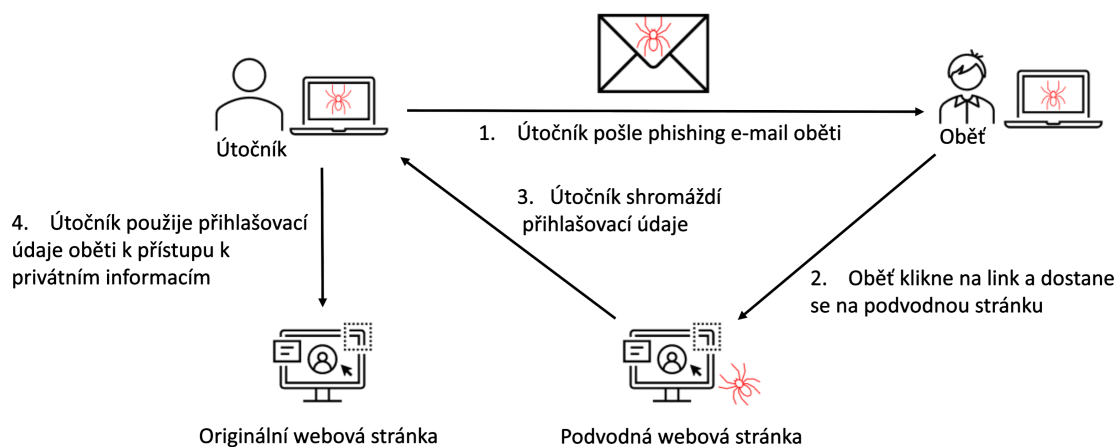 Útočník
1. Útočník pošle phishing e-mail oběti
Oběť
3. Útočník shromáždí
přihlašovací údaje
4. Útočník použije přihlašovací
údaje oběti k přístupu k
privátním informacím
2. Oběť klikne na link a dostane
se na podvodnou stránku
Originální webová stránka
Podvodná webová stránka